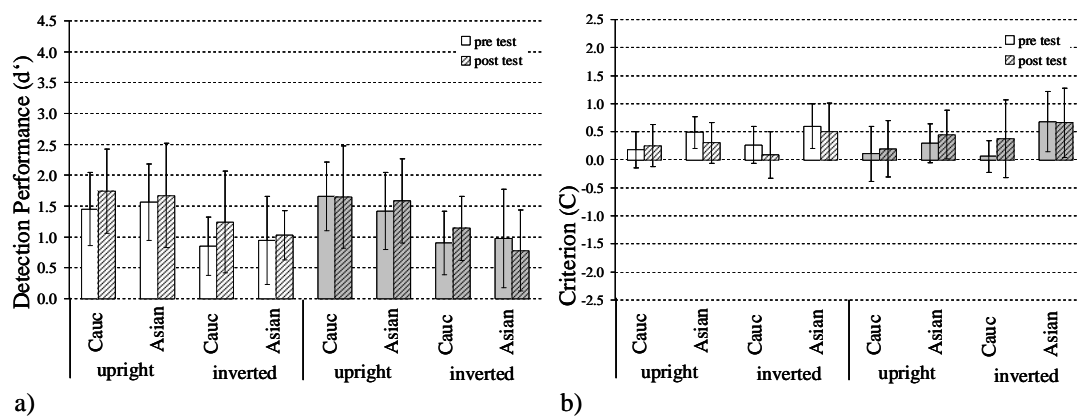 4.5
4.0
3.5
3.0
2.5
2.0
1.5
1.0
0.5
0.0
Detection Performance (d‘)
pre test
post test
Cauc
Asian
Cauc
Asian
Cauc
Asian
Cauc
Asian
upright
inverted
upright
inverted
a)
2.5
2.0
1.5
1.0
0.5
0.0
-0.5
-1.0
-1.5
-2.0
-2.5
Criterion (C)
pre test
post test
Cauc
Asian
Cauc
Asian
Cauc
Asian
Cauc
Asian
upright
inverted
upright
inverted
b)